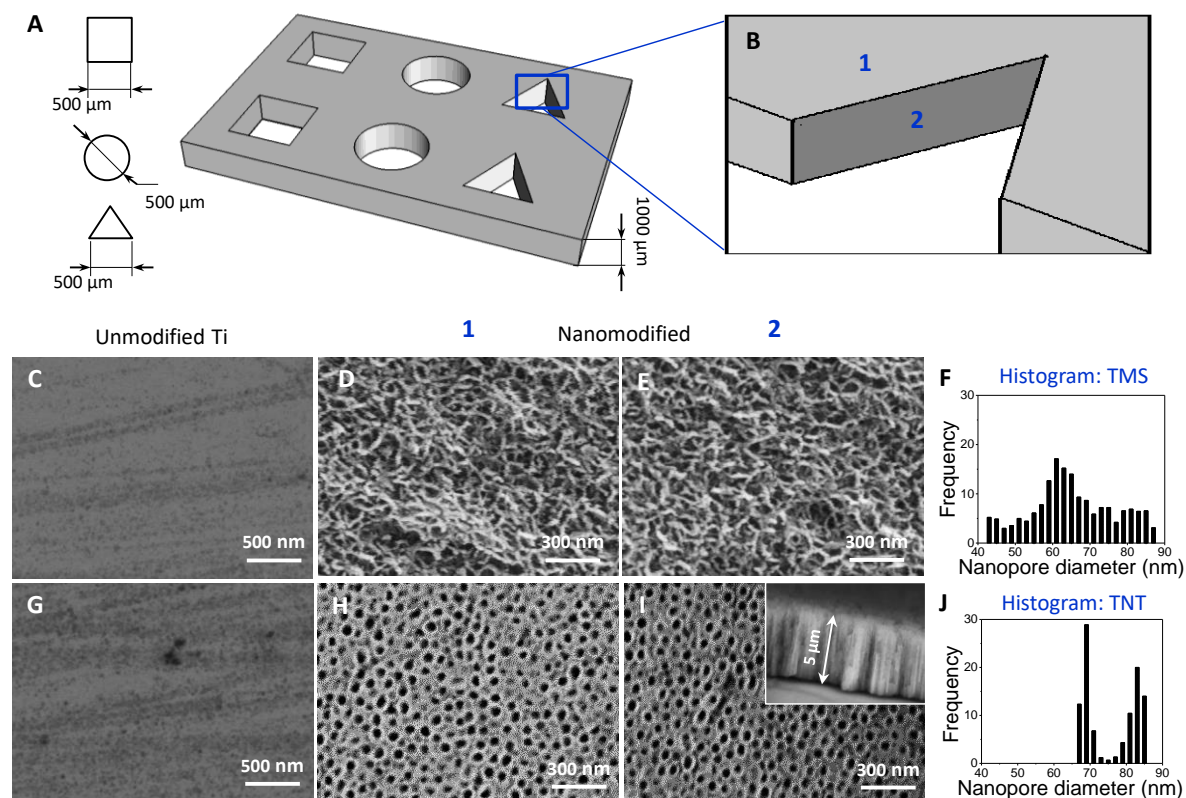 A
500 µm
500 µm
500 µm
1000 µm
B
1
2
Unmodified Ti
1
Nanomodified
2
C
500 nm
D
300 nm
E
300 nm
F
Histogram: TMS
30
20
10
0
Frequency
40 50 60 70 80 90
Nanopore diameter (nm)
G
500 nm
H
300 nm
I
5 µm
300 nm
J
Histogram: TNT
30
20
10
0
Frequency
40 50 60 70 80 90
Nanopore diameter (nm)